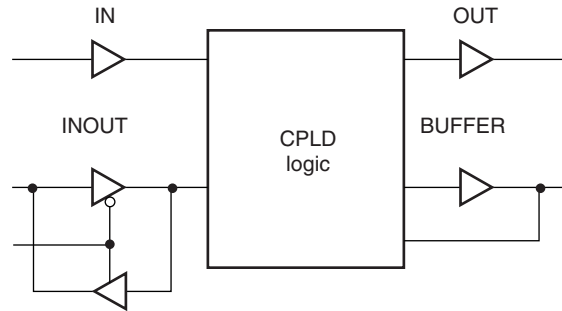 IN
OUT
INOUT
CPLD
logic
BUFFER